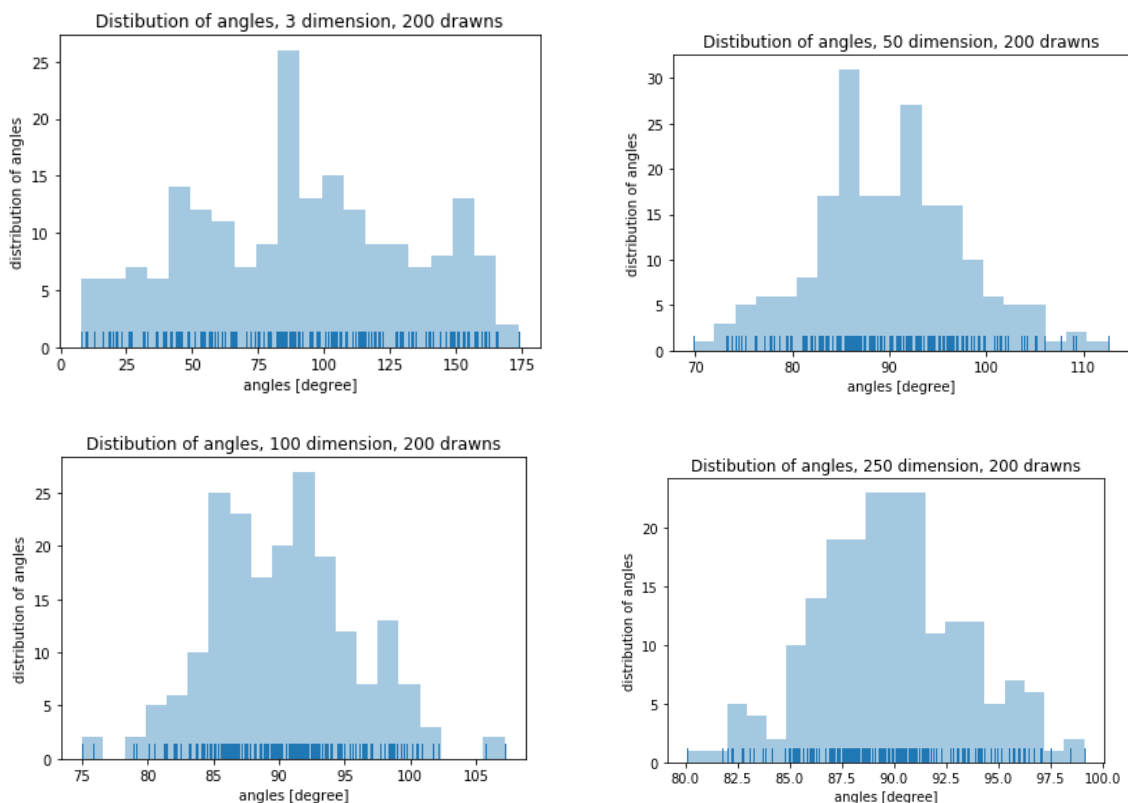 Distibution of angles, 3 dimension, 200 drawns
distribution of angles
25
20
15
10
5
0
0 25 50 75 100 125 150 175
angles [degree]
Distibution of angles, 50 dimension, 200 drawns
distribution of angles
30
25
20
15
10
5
0
70 80 90 100 110
angles [degree]
Distibution of angles, 100 dimension, 200 drawns
distribution of angles
25
20
15
10
5
0
75 80 85 90 95 100 105
angles [degree]
Distibution of angles, 250 dimension, 200 drawns
distribution of angles
20
15
10
5
0
80.0 82.5 85.0 87.5 90.0 92.5 95.0 97.5 100.0
angles [degree]